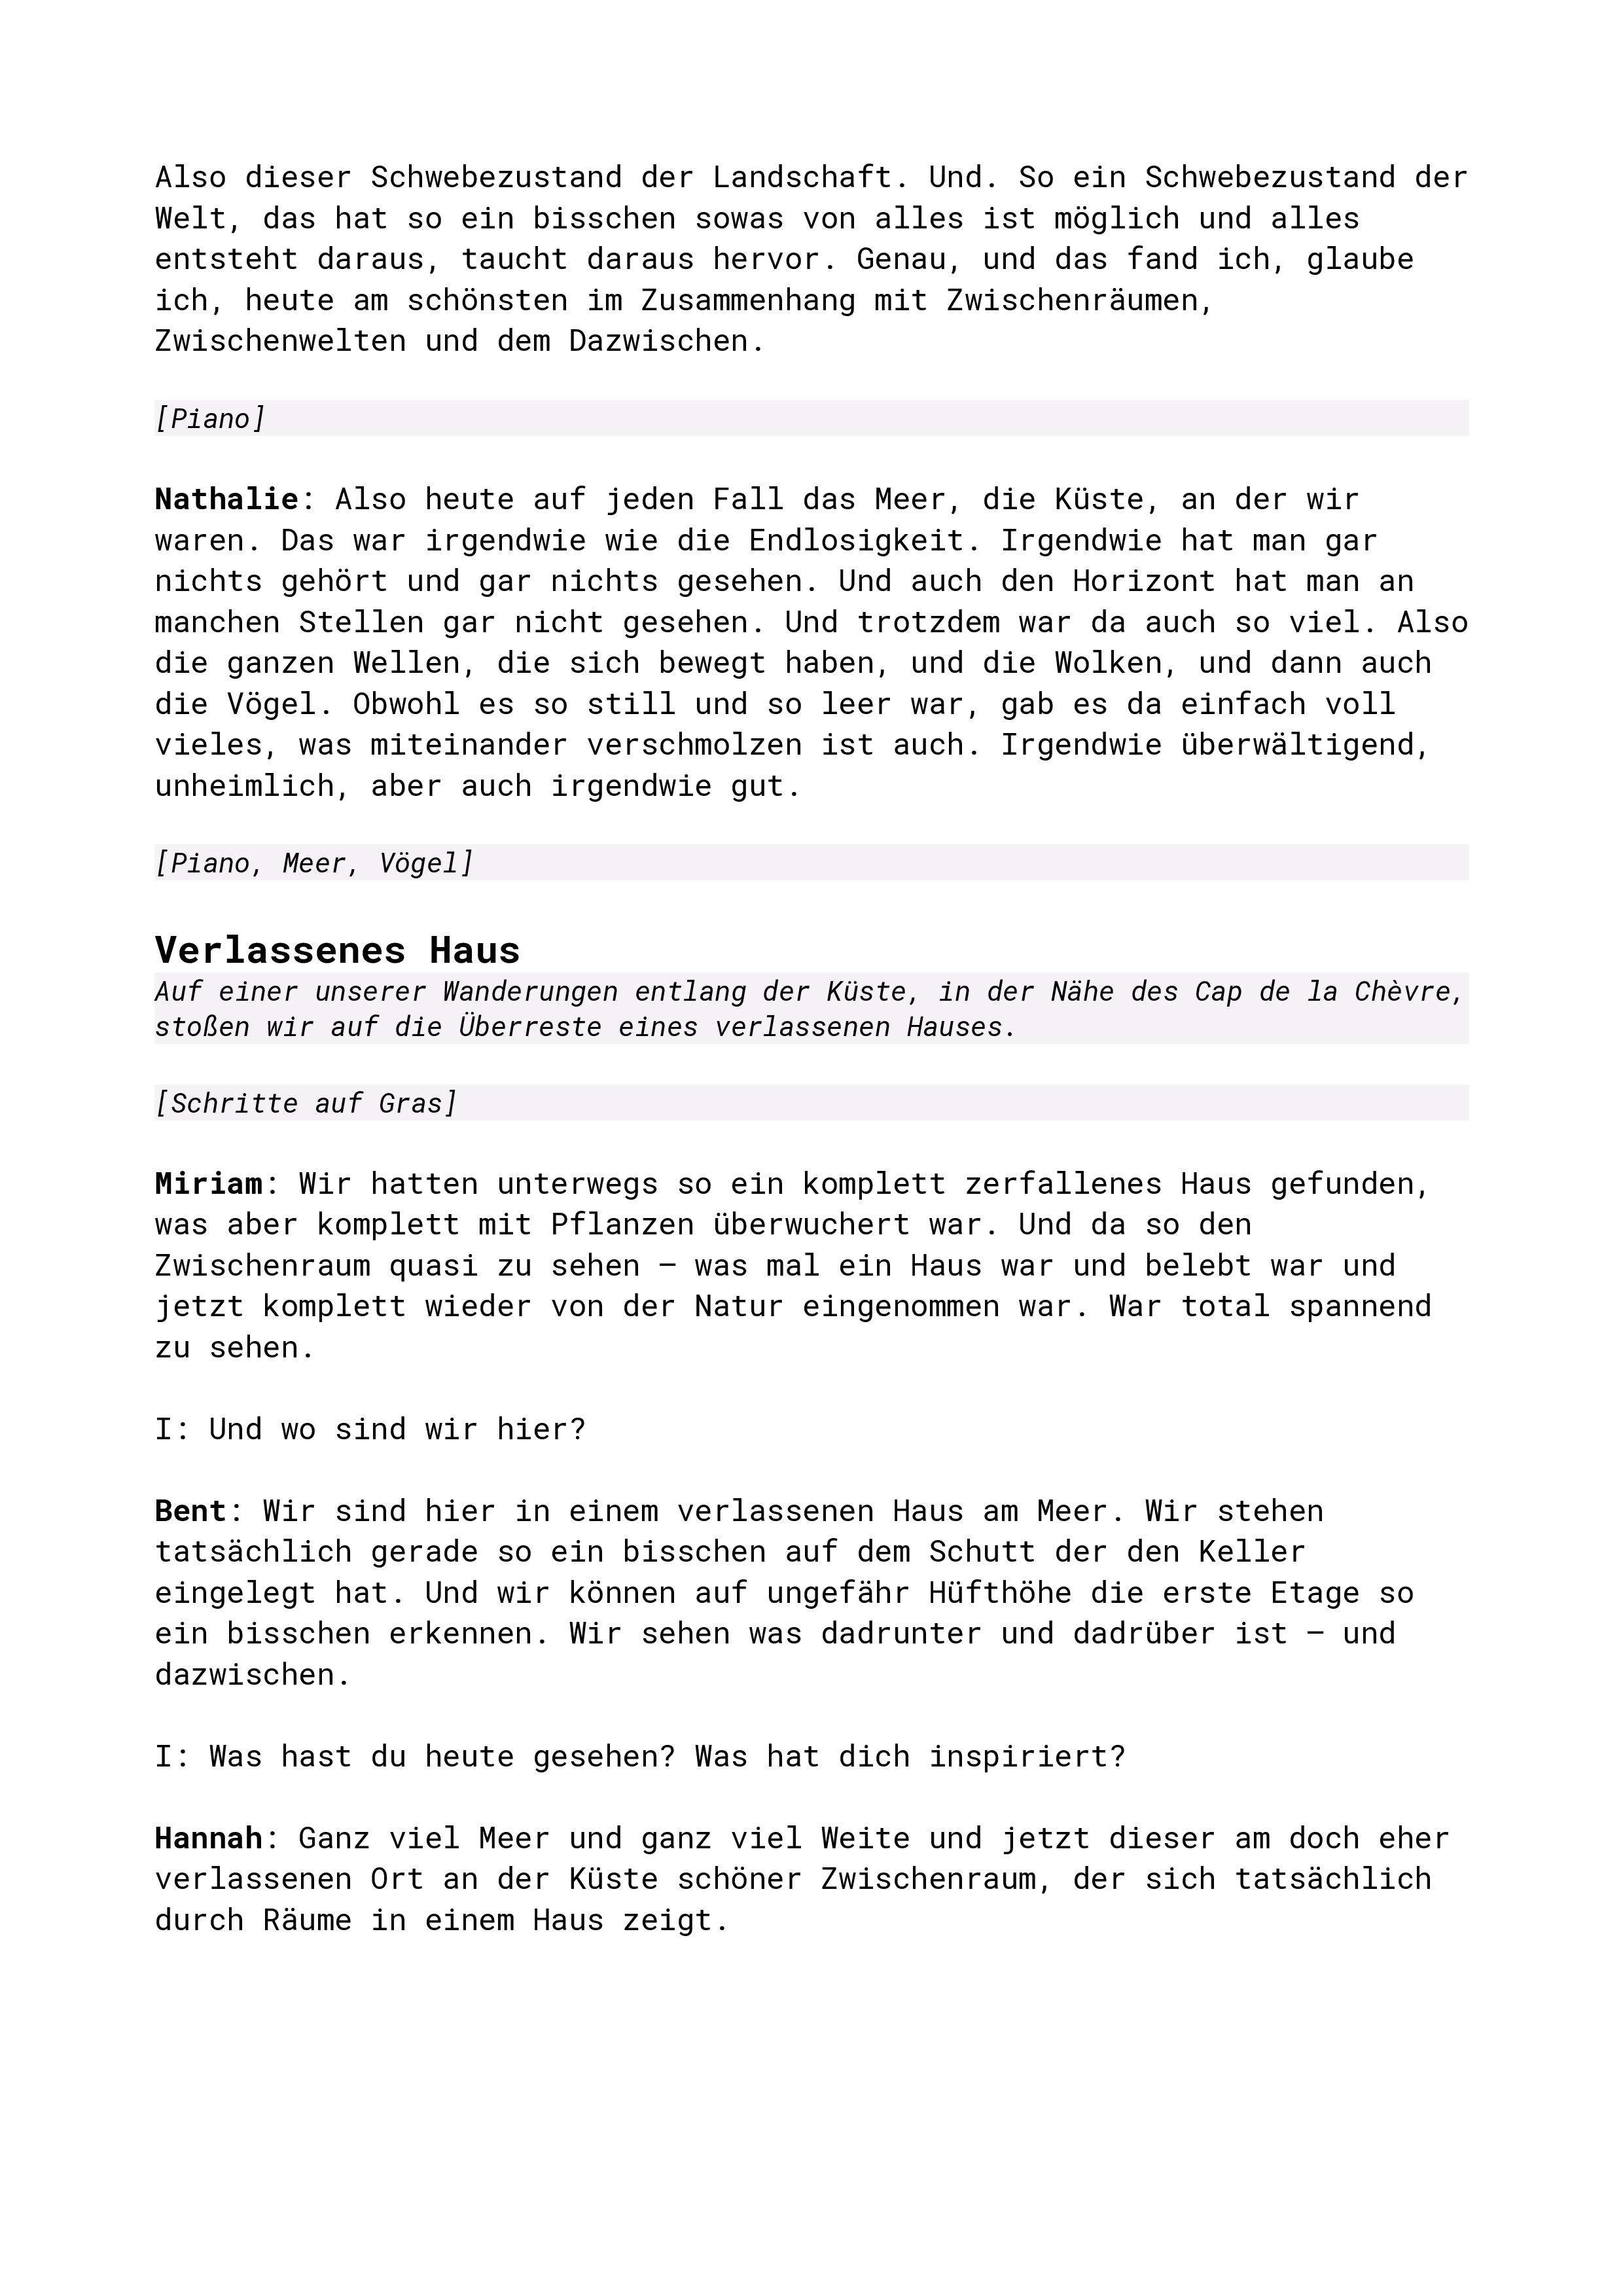 Also dieser Schwebezustand der Landschaft. Und. So ein Schwebezustand der
Welt, das hat so ein bisschen sowas von alles ist möglich und alles
entsteht daraus, taucht daraus hervor. Genau, und das fand ich, glaube
ich, heute am schönsten im Zusammenhang mit Zwischenräumen,
Zwischenwelten und dem Dazwischen.
[Piano]
Nathalie: Also heute auf jeden Fall das Meer, die Küste, an der wir
waren. Das war irgendwie wie die Endlosigkeit. Irgendwie hat man gar
nichts gehört und gar nichts gesehen. Und auch den Horizont hat man an
manchen Stellen gar nicht gesehen. Und trotzdem war da auch so viel. Also
die ganzen Wellen, die sich bewegt haben, und die Wolken, und dann auch
die Vögel. Obwohl es so still und so leer war, gab es da einfach voll
vieles, was miteinander verschmolzen ist auch. Irgendwie überwältigend,
unheimlich, aber auch irgendwie gut.
[Piano, Meer, Vögel]
Verlassenes Haus
Auf einer unserer Wanderungen entlang der Küste, in der Nähe des Cap de la Chèvre,
stoßen wir auf die Überreste eines verlassenen Hauses.
[Schritte auf Gras]
Miriam: Wir hatten unterwegs so ein komplett zerfallenes Haus gefunden,
was aber komplett mit Pflanzen überwuchert war. Und da so den
Zwischenraum quasi zu sehen – was mal ein Haus war und belebt war und
jetzt komplett wieder von der Natur eingenommen war. War total spannend
zu sehen.
I: Und wo sind wir hier?
Bent: Wir sind hier in einem verlassenen Haus am Meer. Wir stehen
tatsächlich gerade so ein bisschen auf dem Schutt der den Keller
eingelegt hat. Und wir können auf ungefähr Hüfthöhe die erste Etage so
ein bisschen erkennen. Wir sehen was dadrunter und dadrüber ist – und
dazwischen.
I: Was hast du heute gesehen? Was hat dich inspiriert?
Hannah: Ganz viel Meer und ganz viel Weite und jetzt dieser am doch eher
verlassenen Ort an der Küste schöner Zwischenraum, der sich tatsächlich
durch Räume in einem Haus zeigt.